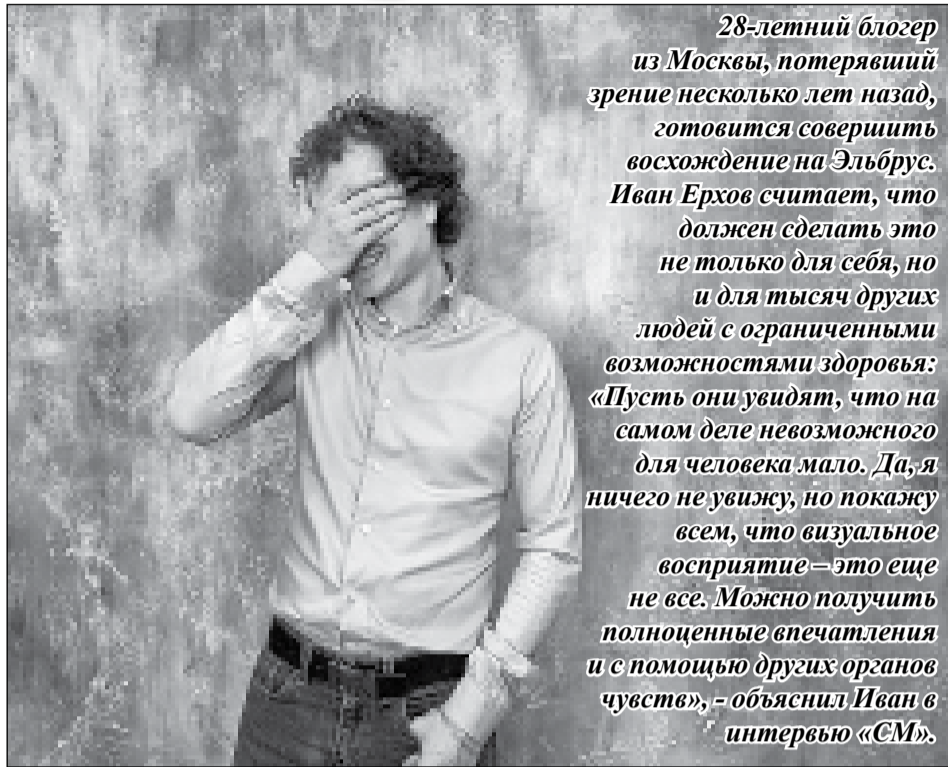 28-летний блогер
из Москвы, потерявший
зрение несколько лет назад,
готовится совершить
восхождение на Эльбрус.
Иван Ерхов считает, что
должен сделать это
не только для себя, но
и для тысяч других
людей с ограниченными
возможностями здоровья:
«Пусть они увидят, что на
самом деле невозможного
для человека мало. Да, я
ничего не увижу, но покажу
всем, что визуальное
восприятие – это еще
не все. Можно получить
полноценные впечатления
и с помощью других органов
чувств», - объяснил Иван в
интервью «СМ».